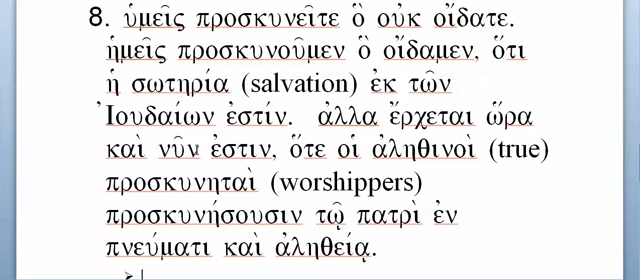 8. ὑμεῖς προσκυνεῖτε ὃ οὐκ οἴδατε.
ἡμεῖς προσκυνοῦμεν ὃ οἴδαμεν, ὅτι
ἡ σωτηρία (salvation) ἐκ τῶν
Ἰουδαίων ἐστίν. ἀλλα ἔρχεται ὥρα
καὶ νῦν ἐστιν, ὅτε οἱ ἀληθινοὶ (true)
προσκυνηταὶ (worshippers)
προσκυνήσουσιν τῷ πατρὶ ἐν
πνεύματι καὶ ἀληθείᾳ.